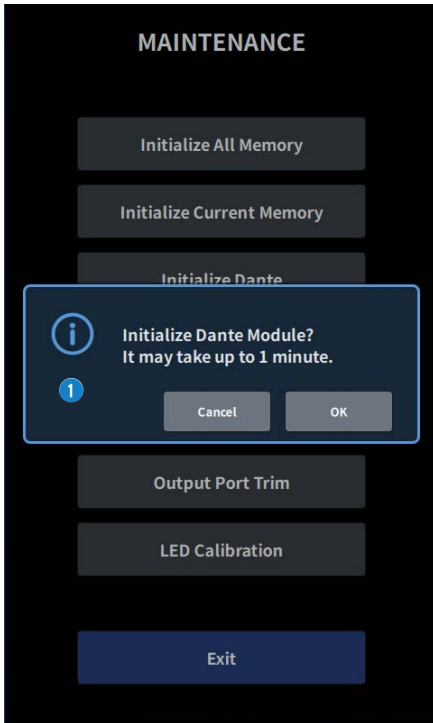 MAINTENANCE
Initialize All Memory
Initialize Current Memory
Initialize Dante
Initialize Dante Module?
It may take up to 1 minute.
1
Cancel
OK
Output Port Trim
LED Calibration
Exit